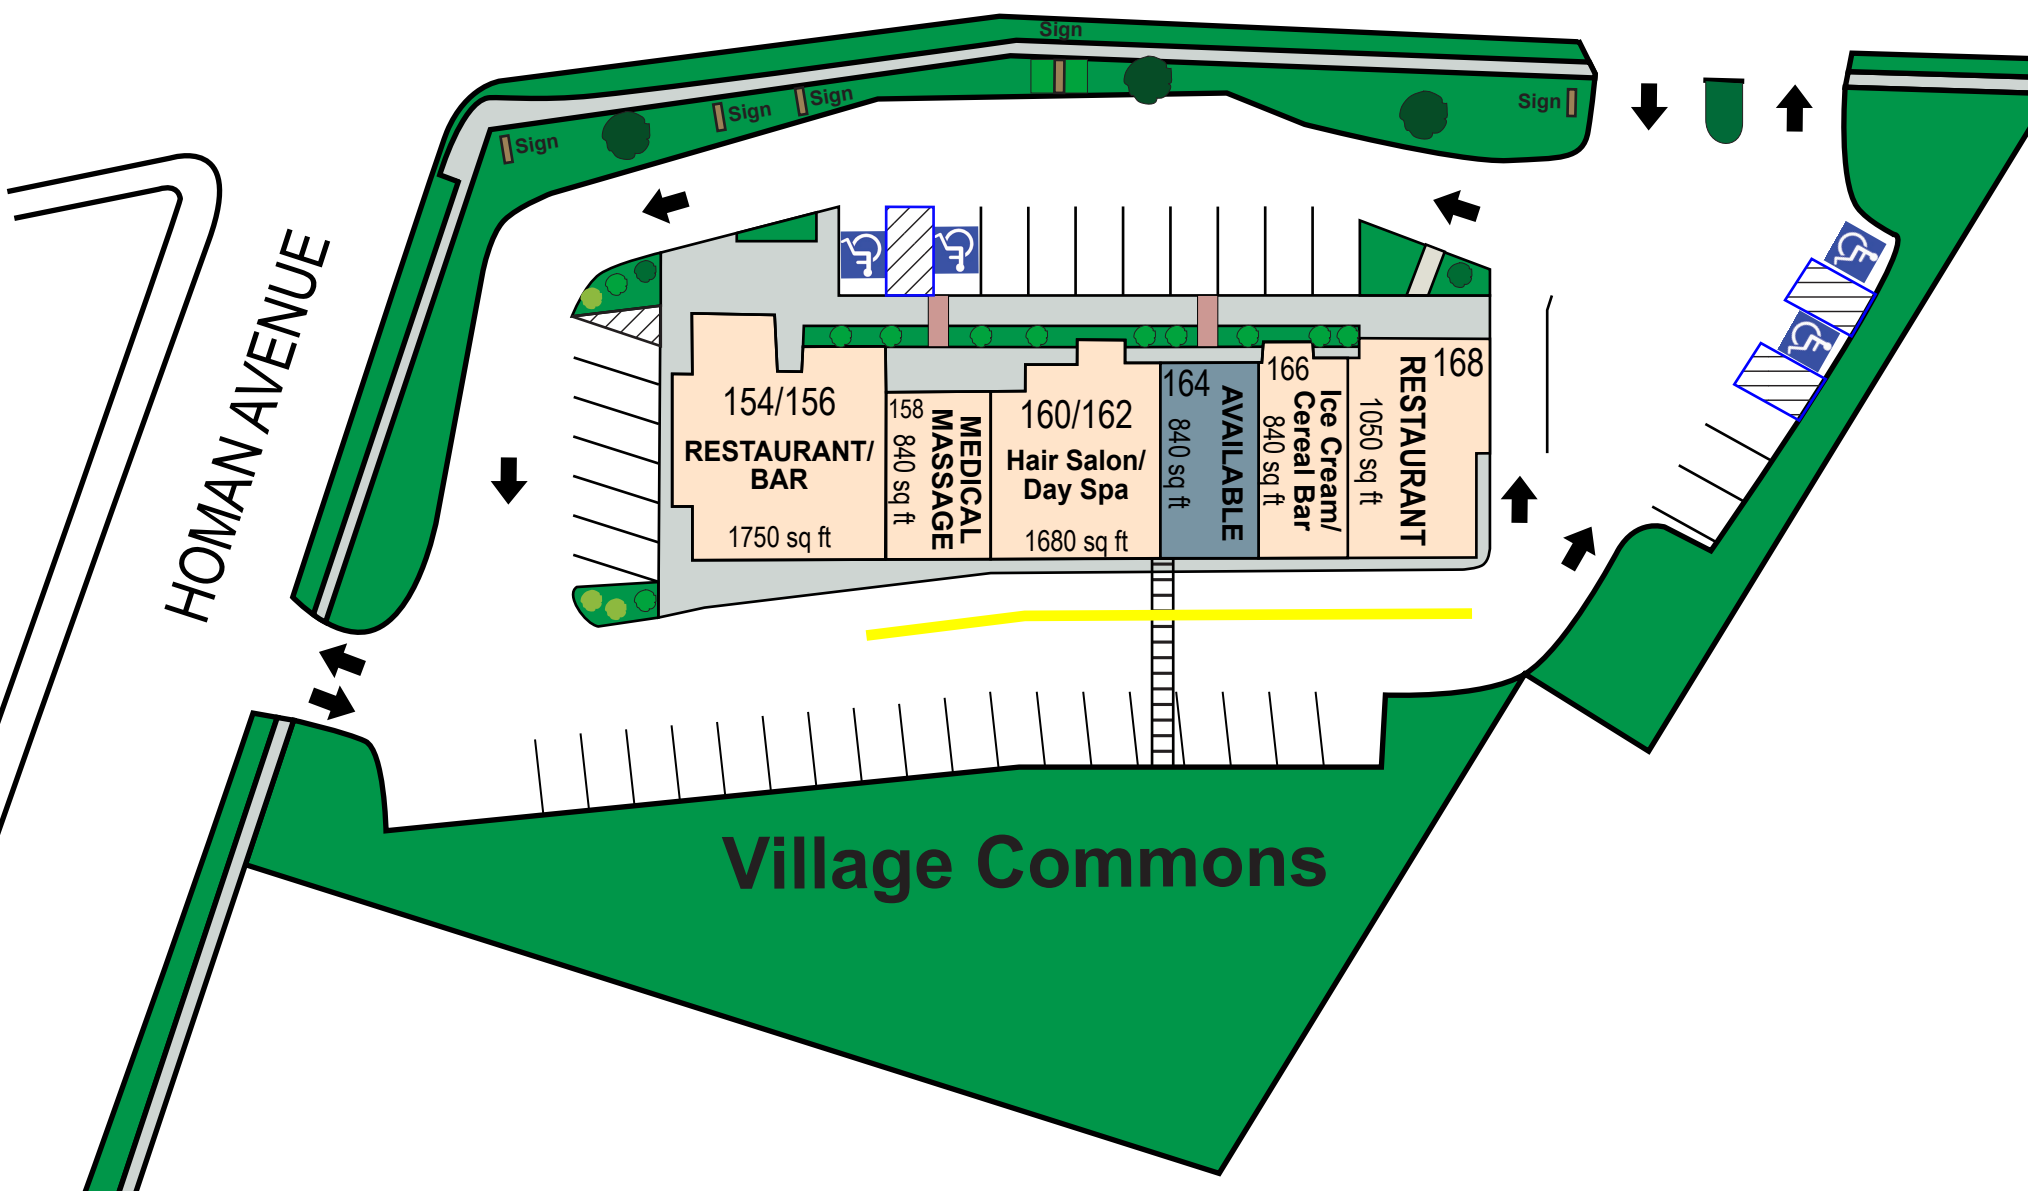 Sign
Sign
Sign
Sign
Sign
HOMAN AVENUE
154/156
RESTAURANT/
BAR
1750 sq ft
158
840 sq ft
MEDICAL
MASSAGE
160/162
Hair Salon/
Day Spa
1680 sq ft
164
840 sq ft
AVAILABLE
166
840 sq ft
Ice Cream/
Cereal Bar
168
1050 sq ft
RESTAURANT
Village Commons